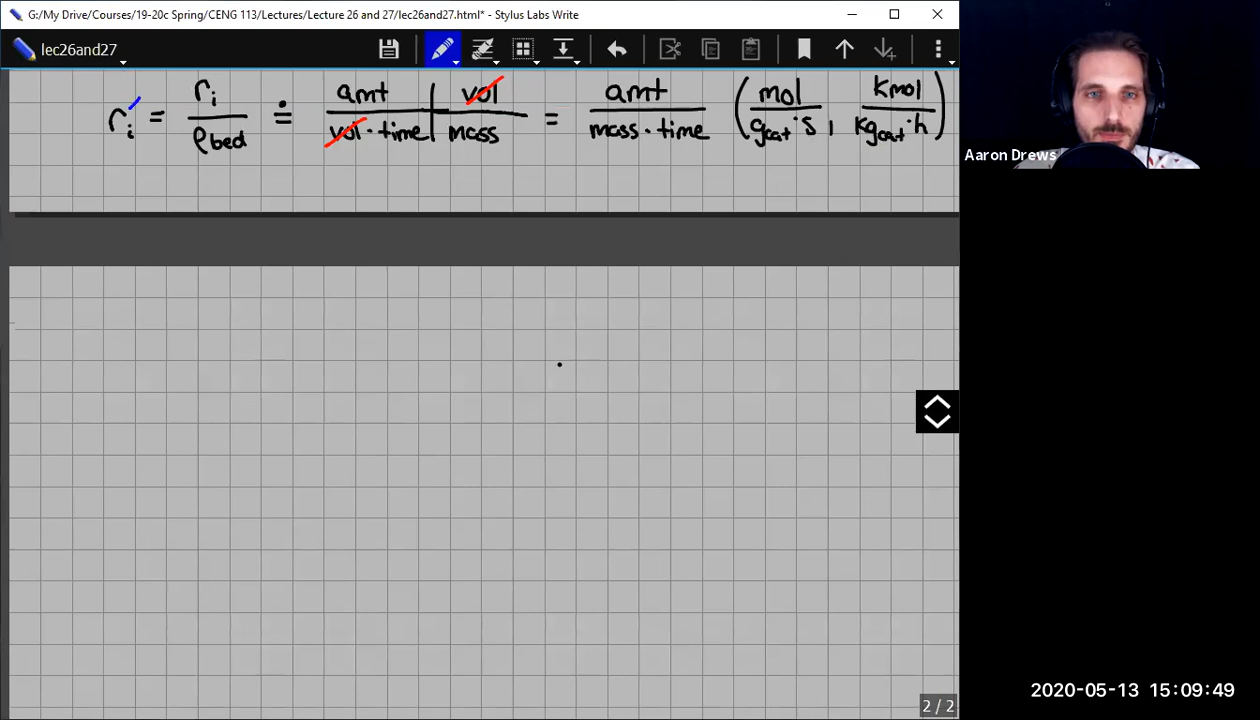 G:/My Drive/Courses/19-20c Spring/CENG 113/Lectures/Lecture 26 and 27/lec26and27.html* - Stylus Labs Write
lec26and27
rᵢ′ = rᵢ / ρbed ≐ amt / vol · time | vol / mass = amt / mass · time (mol / gcat · s, kmol / kgcat · h)
Aaron Drews
2 / 2
2020-05-13 15:09:49